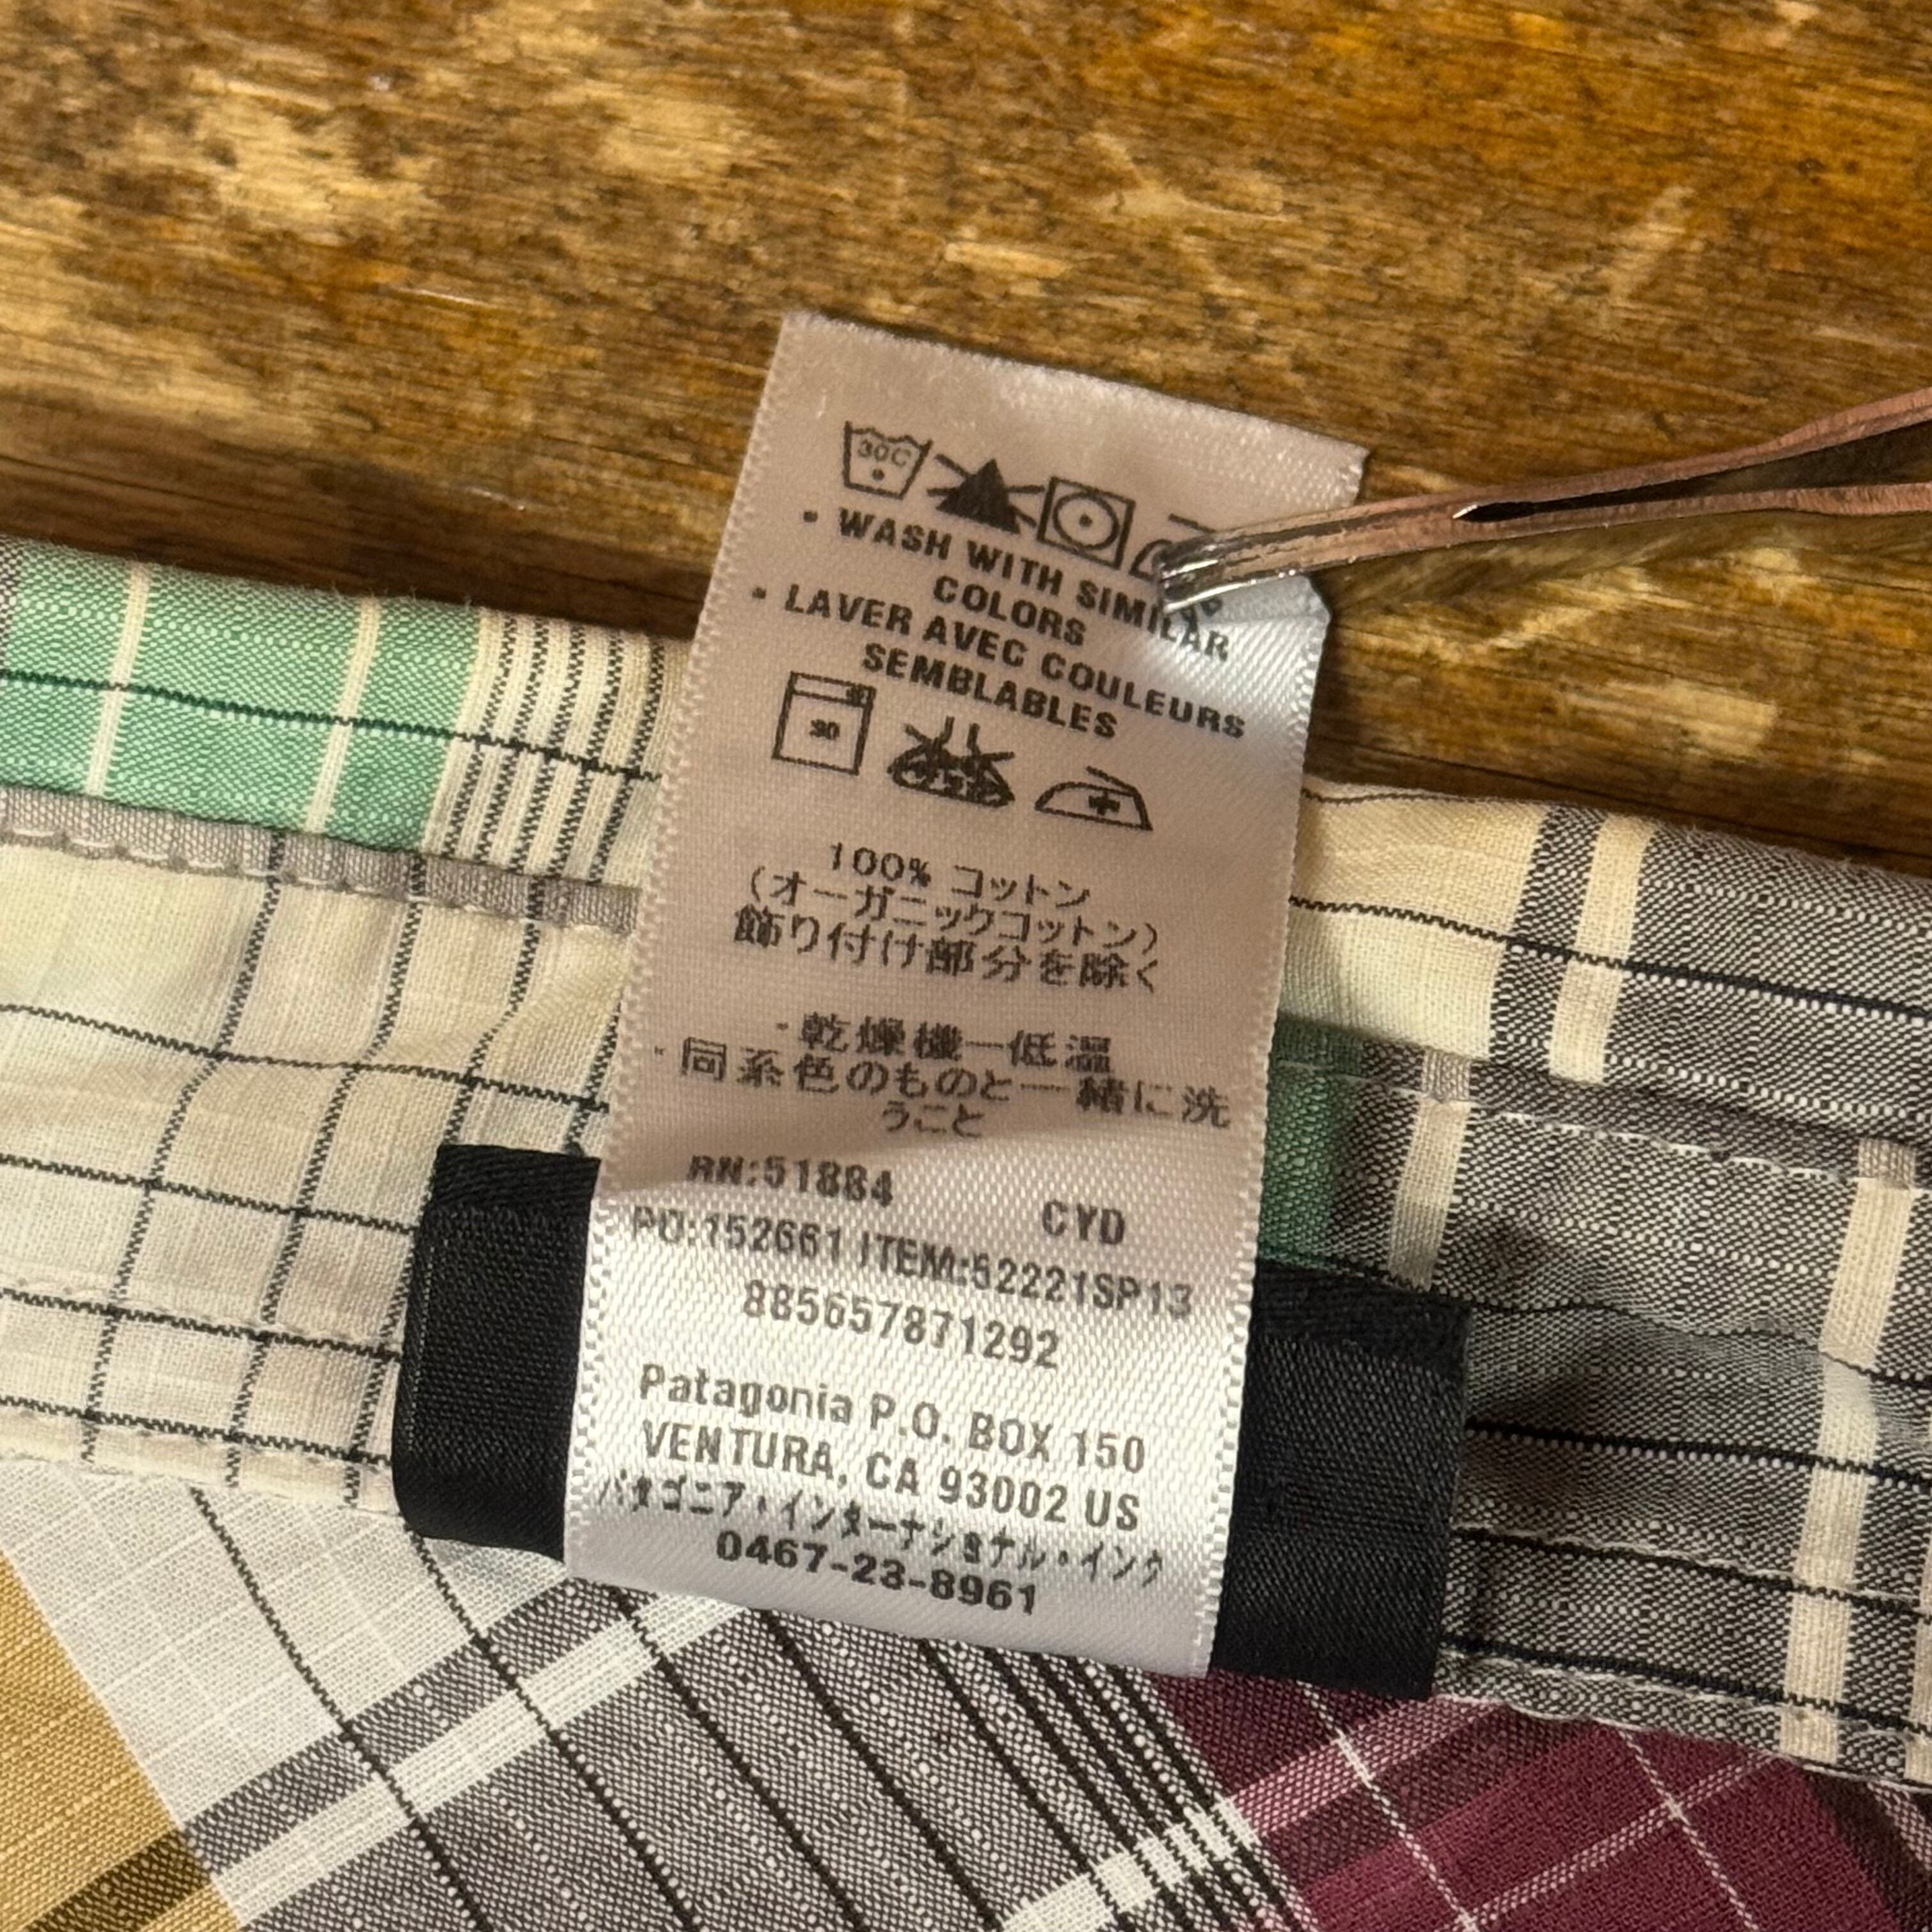 30C
• WASH WITH SIMILAR
COLORS
• LAVER AVEC COULEURS
SEMBLABLES
30
100% コットン
(オーガニックコットン)
飾り付け部分を除く
・乾燥機ー低温
・同系色のものと一緒に洗
うこと
RN:51884 CYD
PO:152661 ITEM:52221SP13
885657871292
Patagonia P.O. BOX 150
VENTURA, CA 93002 US
パタゴニア・インターナショナル・インク
0467-23-8961